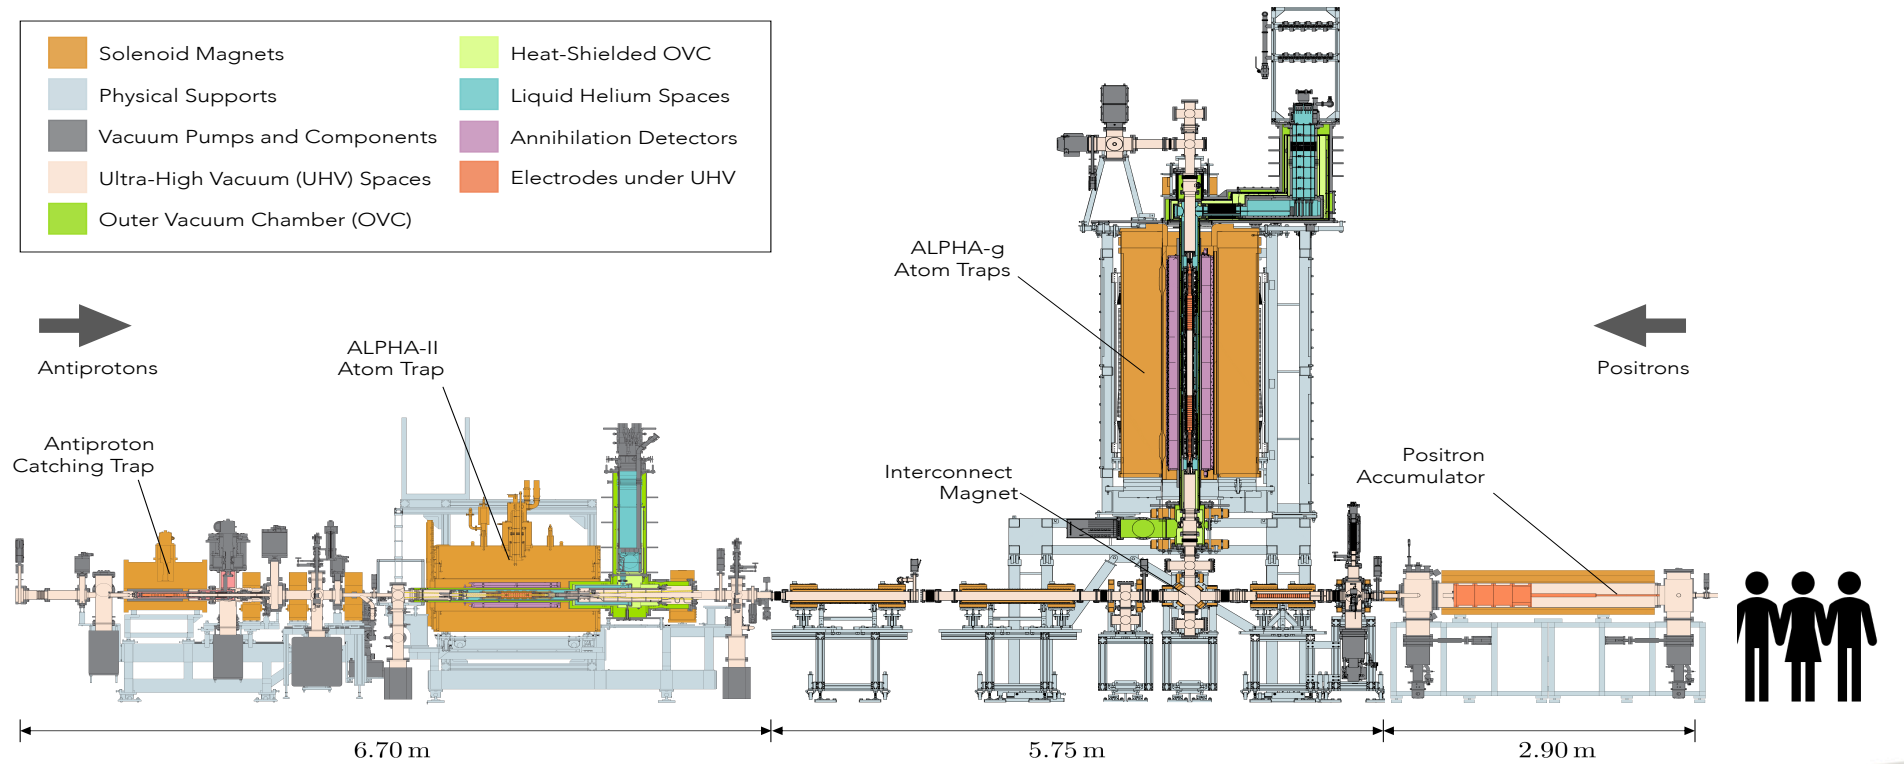 Solenoid Magnets
Physical Supports
Vacuum Pumps and Components
Ultra-High Vacuum (UHV) Spaces
Outer Vacuum Chamber (OVC)
Heat-Shielded OVC
Liquid Helium Spaces
Annihilation Detectors
Electrodes under UHV
ALPHA-g
Atom Traps
Antiprotons
Positrons
ALPHA-II
Atom Trap
Antiproton
Catching Trap
Interconnect
Magnet
Positron
Accumulator
6.70 m
5.75 m
2.90 m